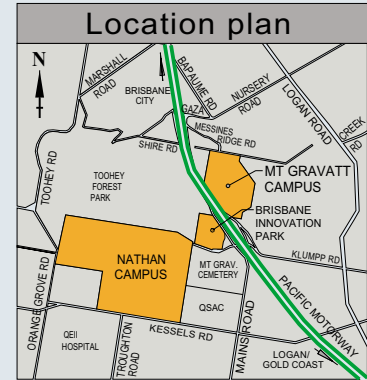 Location plan
N
MARSHALL
ROAD
BRISBANE
CITY
BAPAUME RD
GAZA
NURSERY
ROAD
LOGAN ROAD
CREEK
RD
MESSINES
RIDGE RD
SHIRE RD
TOOHEY RD
TOOHEY
FOREST
PARK
MT GRAVATT
CAMPUS
BRISBANE
INNOVATION
PARK
NATHAN
CAMPUS
MT GRAV.
CEMETERY
KLUMPP RD
PACIFIC MOTORWAY
ORANGE GROVE RD
QSAC
KESSELS RD
QEII
HOSPITAL
TROUGHTON
ROAD
MAINS ROAD
LOGAN/
GOLD COAST